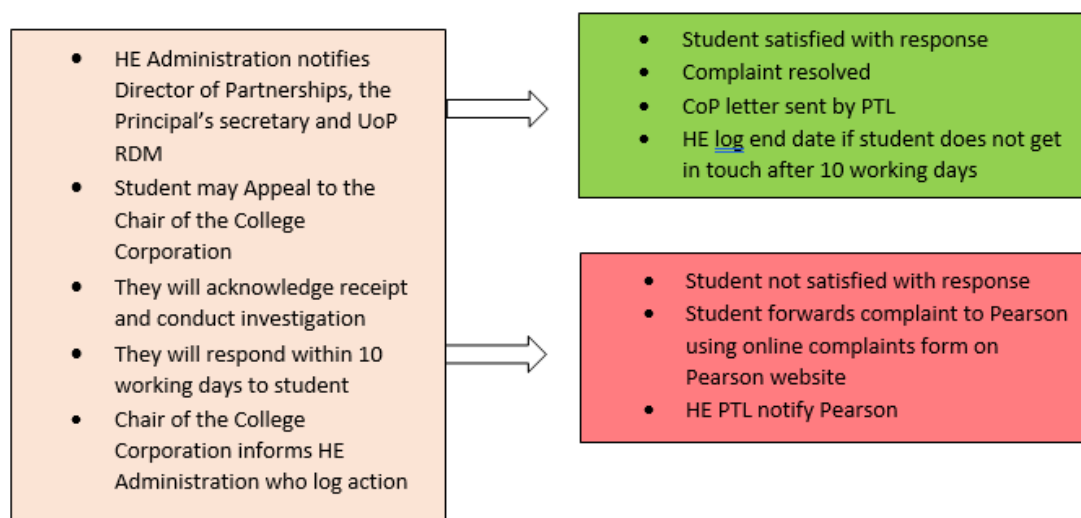 • HE Administration notifies
Director of Partnerships, the
Principal’s secretary and UoP
RDM
• Student may Appeal to the
Chair of the College
Corporation
• They will acknowledge receipt
and conduct investigation
• They will respond within 10
working days to student
• Chair of the College
Corporation informs HE
Administration who log action
• Student satisfied with response
• Complaint resolved
• CoP letter sent by PTL
• HE log end date if student does not get
in touch after 10 working days
• Student not satisfied with response
• Student forwards complaint to Pearson
using online complaints form on
Pearson website
• HE PTL notify Pearson